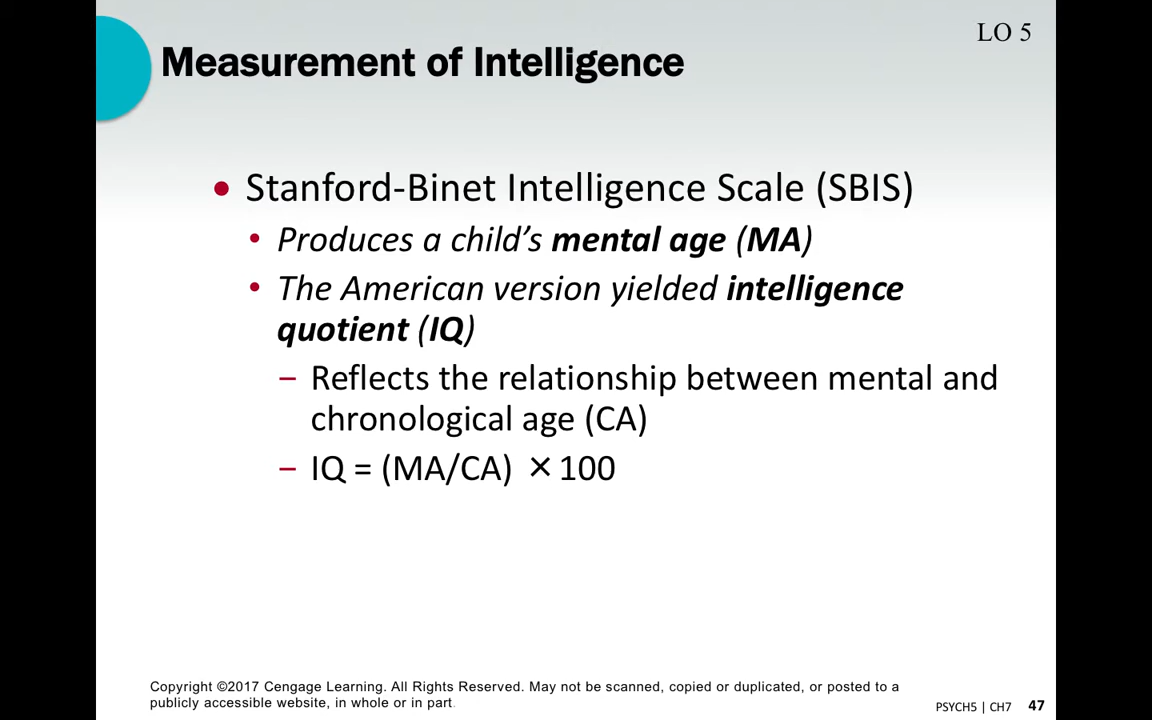 LO 5
Measurement of Intelligence
• Stanford-Binet Intelligence Scale (SBIS)
• Produces a child’s mental age (MA)
• The American version yielded intelligence
quotient (IQ)
– Reflects the relationship between mental and
chronological age (CA)
– IQ = (MA/CA) ×100
Copyright ©2017 Cengage Learning. All Rights Reserved. May not be scanned, copied or duplicated, or posted to a
publicly accessible website, in whole or in part.
PSYCH5 | CH7 47